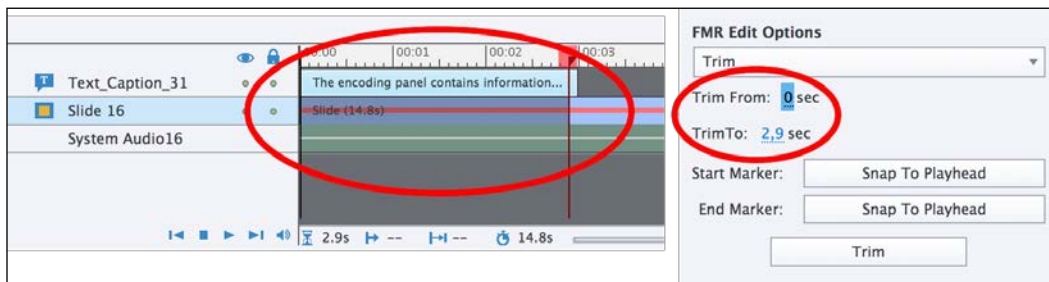 00:00 00:01 00:02 00:03
Text_Caption_31
The encoding panel contains information...
Slide 16
Slide (14.8s)
System Audio16
2.9s -- -- 14.8s
FMR Edit Options
Trim
Trim From: 0 sec
TrimTo: 2,9 sec
Start Marker: Snap To Playhead
End Marker: Snap To Playhead
Trim